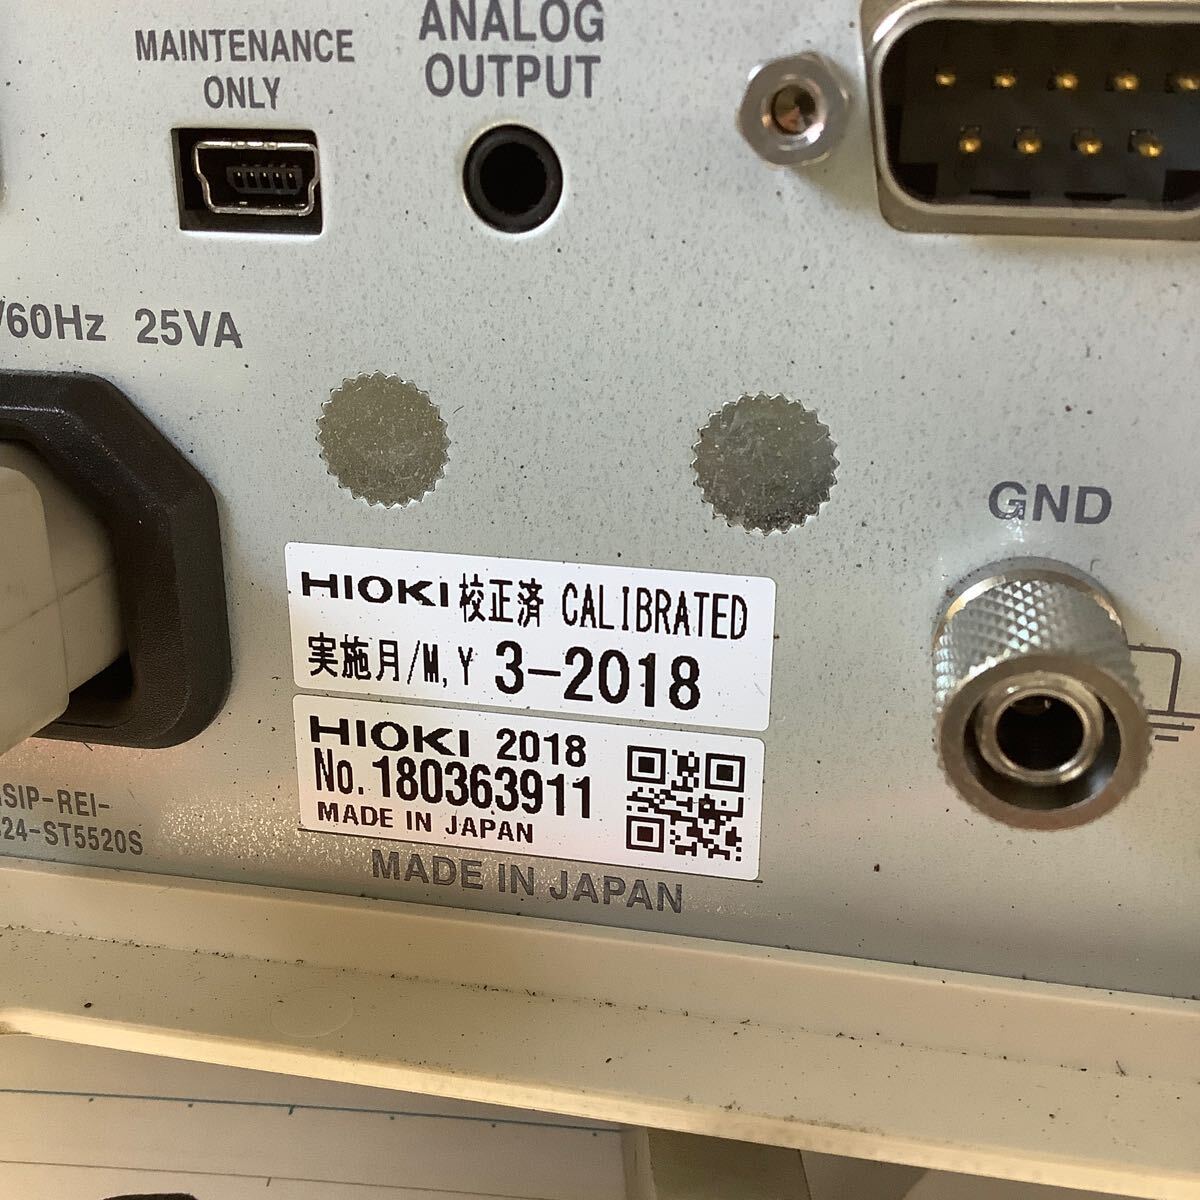 MAINTENANCE
ONLY
ANALOG
OUTPUT
/60Hz 25VA
GND
HIOKI 校正済 CALIBRATED
実施月/M,Y 3-2018
HIOKI 2018
No.180363911
MADE IN JAPAN
SIP-REI-
24-ST5520S
MADE IN JAPAN